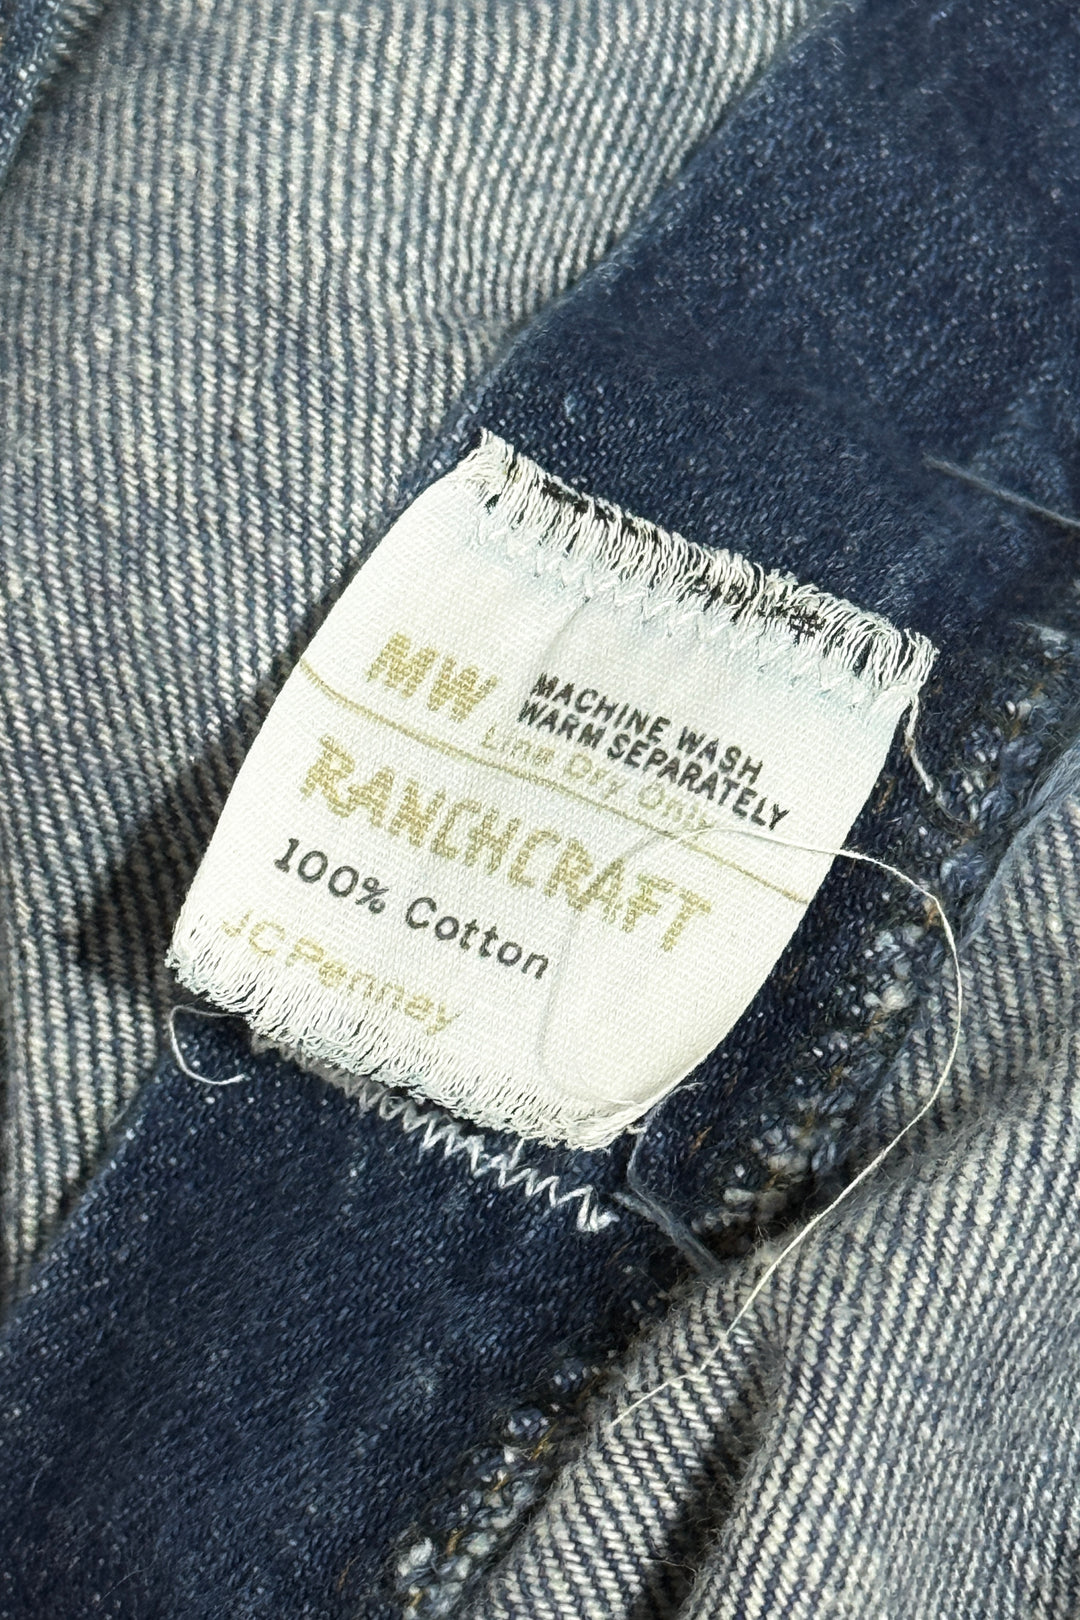 MW
MACHINE WASH
WARM SEPARATELY
Line Dry Only
RANCHCRAFT
100% Cotton
JCPenney